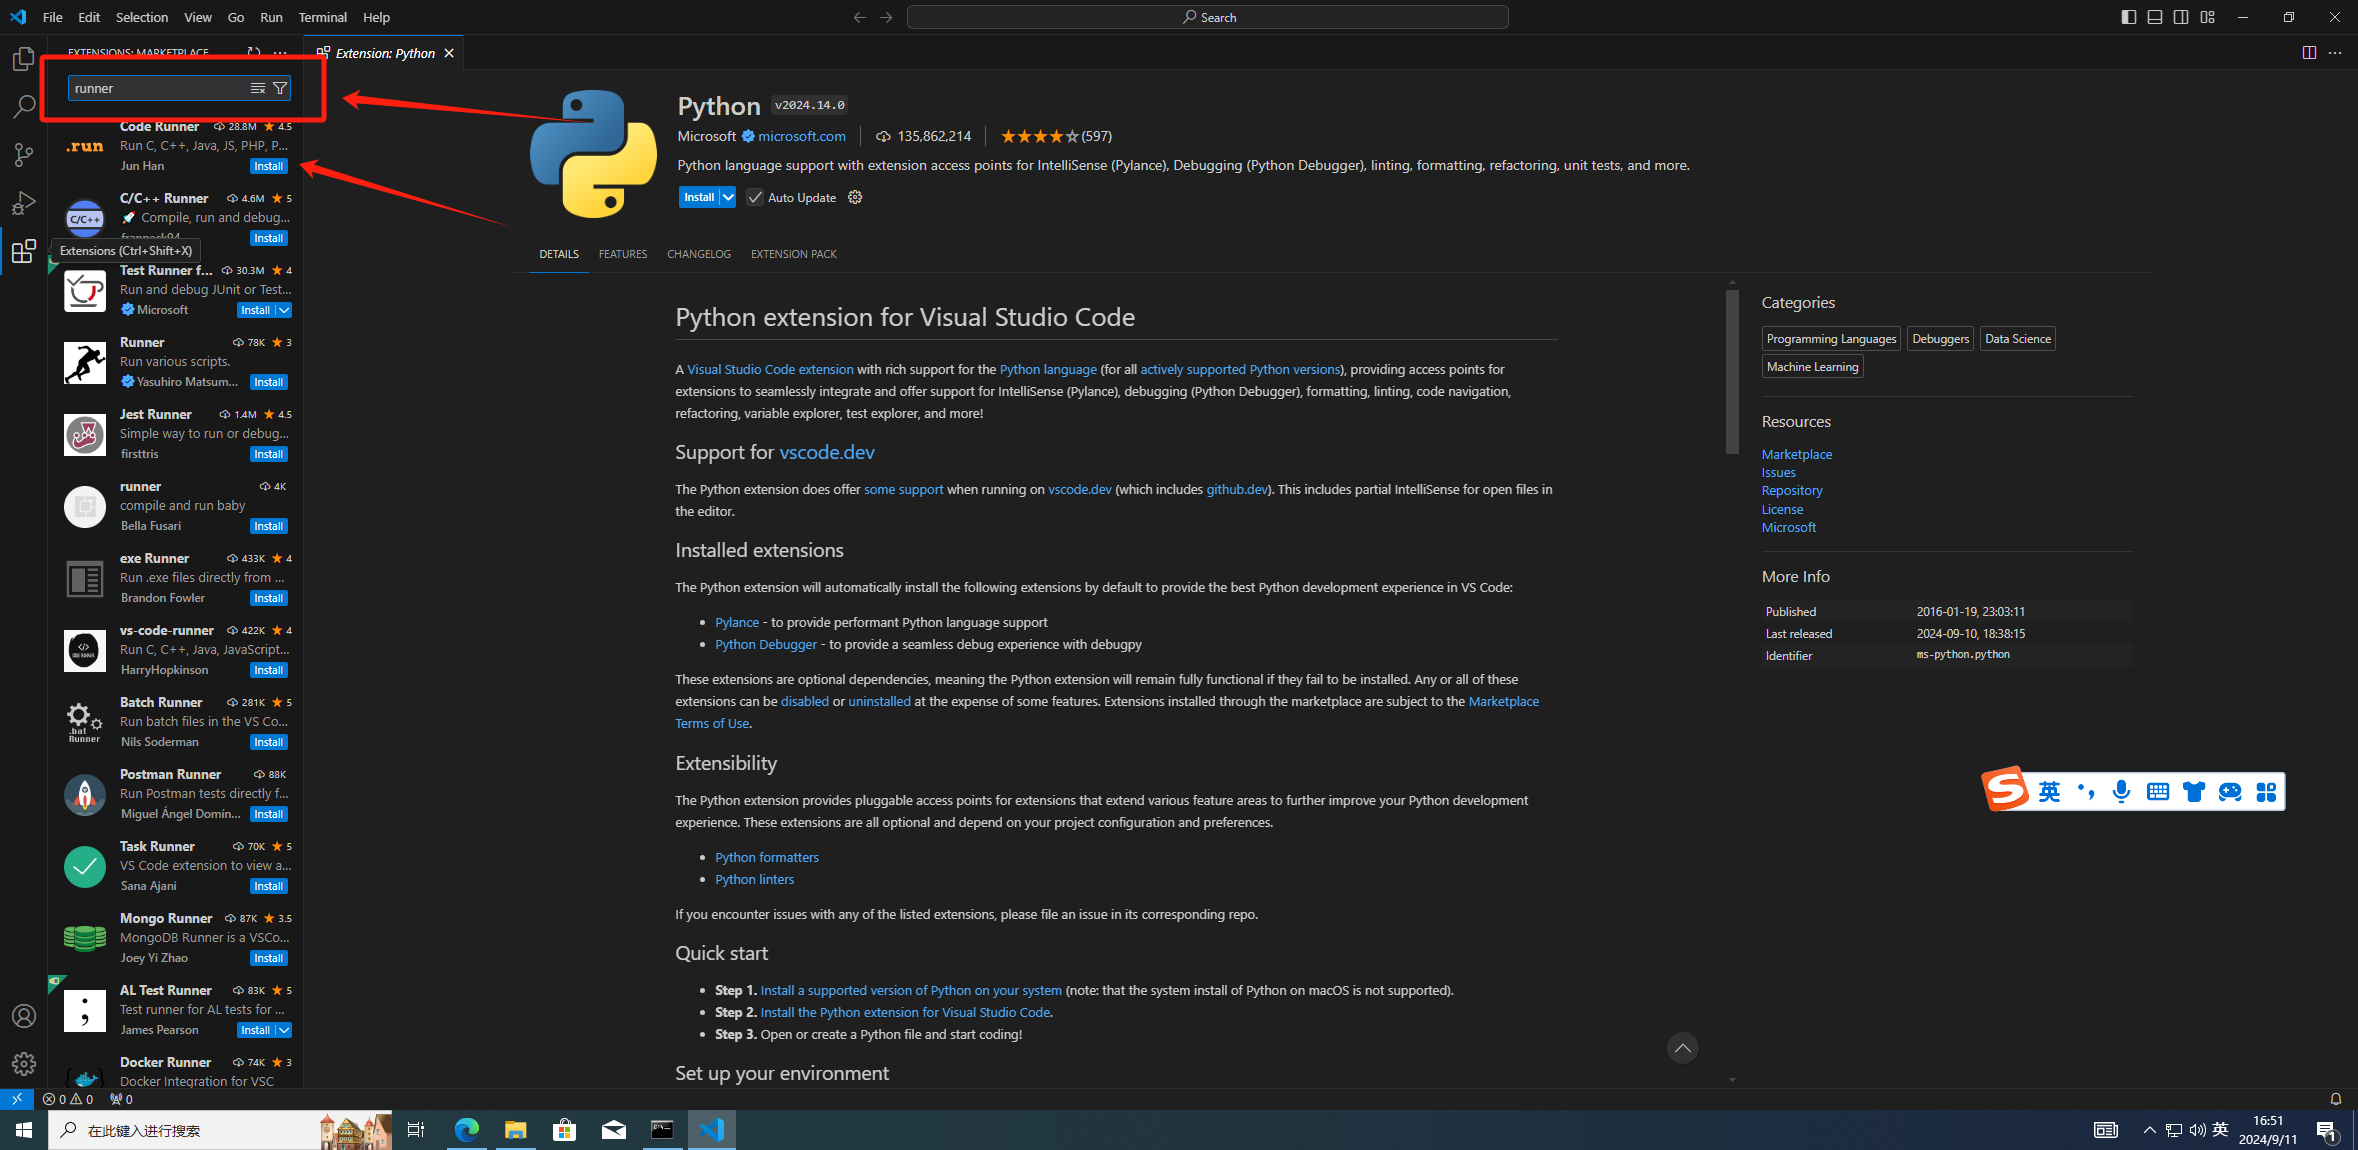 File Edit Selection View Go Run Terminal Help
Search
EXTENSIONS: MARKETPLACE
Extension: Python
runner
Code Runner 28.8M 4.5
.run
Run C, C++, Java, JS, PHP, P...
Jun Han Install
C/C++ Runner 4.6M 5
C/C++
Compile, run and debug...
franneck94 Install
Extensions (Ctrl+Shift+X)
Test Runner f... 30.3M 4
Run and debug JUnit or Test...
Microsoft Install
Runner 78K 3
Run various scripts.
Yasuhiro Matsum... Install
Jest Runner 1.4M 4.5
Simple way to run or debug...
firsttris Install
runner 4K
compile and run baby
Bella Fusari Install
exe Runner 433K 4
Run .exe files directly from ...
Brandon Fowler Install
vs-code-runner 422K 4
Run C, C++, Java, JavaScript...
HarryHopkinson Install
Batch Runner 281K 5
Run batch files in the VS Co...
.bat
Runner
Nils Soderman Install
Postman Runner 88K
Run Postman tests directly f...
Miguel Ángel Domín... Install
Task Runner 70K 5
VS Code extension to view a...
Sana Ajani Install
Mongo Runner 87K 3.5
MongoDB Runner is a VSCo...
Joey Yi Zhao Install
AL Test Runner 83K 5
Test runner for AL tests for ...
James Pearson Install
Docker Runner 74K 3
Docker Integration for VSC
Python v2024.14.0
Microsoft microsoft.com 135,862,214 (597)
Python language support with extension access points for IntelliSense (Pylance), Debugging (Python Debugger), linting, formatting, refactoring, unit tests, and more.
Install Auto Update
DETAILS FEATURES CHANGELOG EXTENSION PACK
Python extension for Visual Studio Code
A Visual Studio Code extension with rich support for the Python language (for all actively supported Python versions), providing access points for
extensions to seamlessly integrate and offer support for IntelliSense (Pylance), debugging (Python Debugger), formatting, linting, code navigation,
refactoring, variable explorer, test explorer, and more!
Support for vscode.dev
The Python extension does offer some support when running on vscode.dev (which includes github.dev). This includes partial IntelliSense for open files in
the editor.
Installed extensions
The Python extension will automatically install the following extensions by default to provide the best Python development experience in VS Code:
• Pylance - to provide performant Python language support
• Python Debugger - to provide a seamless debug experience with debugpy
These extensions are optional dependencies, meaning the Python extension will remain fully functional if they fail to be installed. Any or all of these
extensions can be disabled or uninstalled at the expense of some features. Extensions installed through the marketplace are subject to the Marketplace
Terms of Use.
Extensibility
The Python extension provides pluggable access points for extensions that extend various feature areas to further improve your Python development
experience. These extensions are all optional and depend on your project configuration and preferences.
• Python formatters
• Python linters
If you encounter issues with any of the listed extensions, please file an issue in its corresponding repo.
Quick start
• Step 1. Install a supported version of Python on your system (note: that the system install of Python on macOS is not supported).
• Step 2. Install the Python extension for Visual Studio Code.
• Step 3. Open or create a Python file and start coding!
Set up your environment
Categories
Programming Languages Debuggers Data Science
Machine Learning
Resources
Marketplace
Issues
Repository
License
Microsoft
More Info
Published 2016-01-19, 23:03:11
Last released 2024-09-10, 18:38:15
Identifier ms-python.python
S 英
0 0 0
在此键入进行搜索
英
16:51
2024/9/11
1